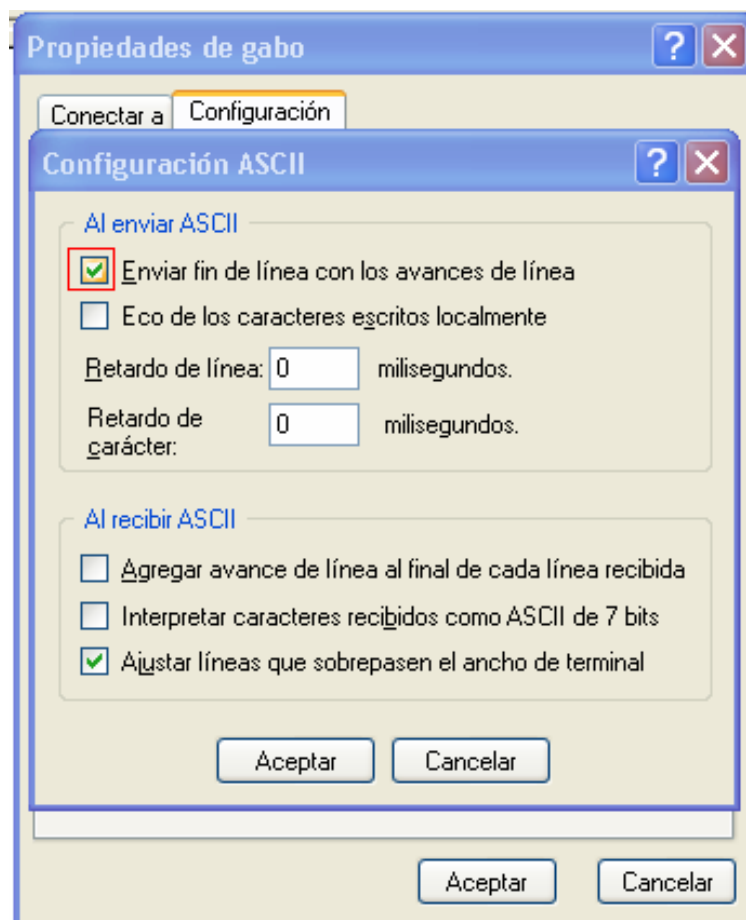 Propiedades de gabo
Conectar a Configuración
Configuración ASCII
Al enviar ASCII
Enviar fin de línea con los avances de línea
Eco de los caracteres escritos localmente
Retardo de línea: 0 milisegundos.
Retardo de
carácter: 0 milisegundos.
Al recibir ASCII
Agregar avance de línea al final de cada línea recibida
Interpretar caracteres recibidos como ASCII de 7 bits
Ajustar líneas que sobrepasen el ancho de terminal
Aceptar Cancelar
Aceptar Cancelar